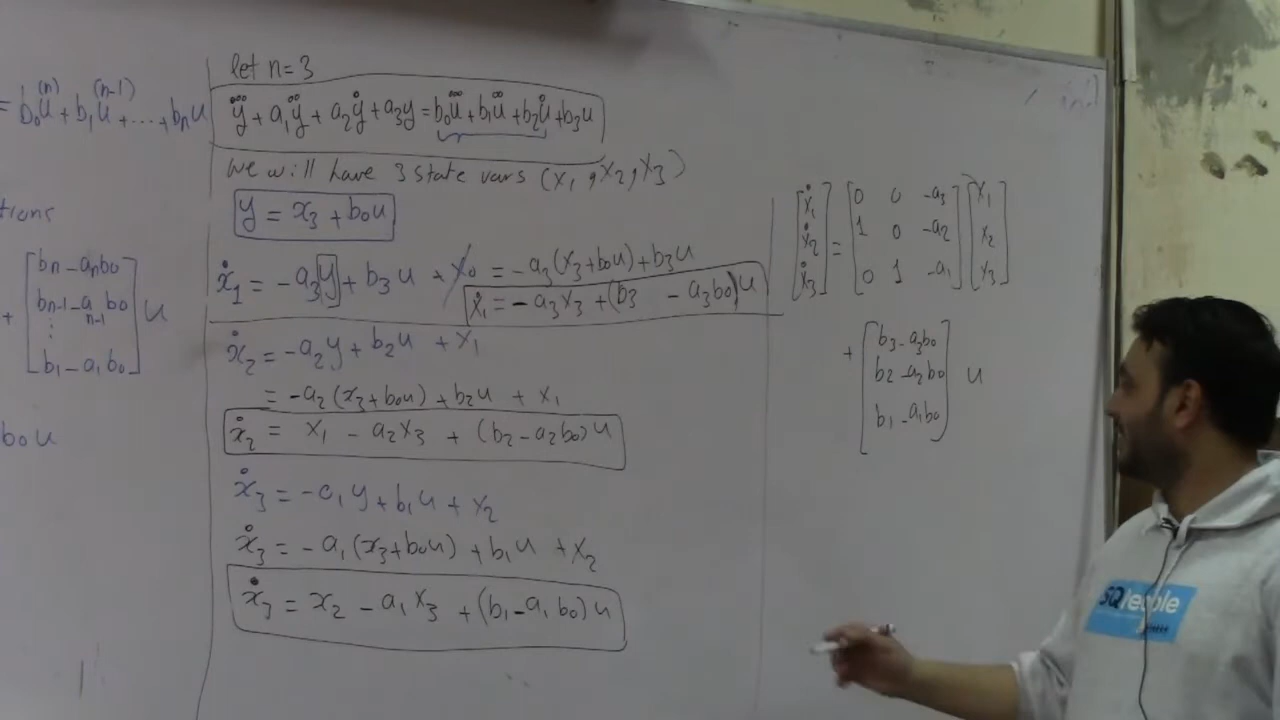 = b₀u⁽ⁿ⁾ + b₁u⁽ⁿ⁻¹⁾ + ... + bₙu
tions
+ [bn - anb0
bn-1 - an-1 b0
⋮
b1 - a1b0] u
b0u
let n=3
y⃛ + a₁ÿ + a₂ẏ + a₃y = b₀u⃛ + b₁ü + b₂u̇ + b₃u
We will have 3 state vars (x₁, x₂, x₃)
y = x₃ + b₀u
ẋ₁ = -a₃y + b₃u + x₀ = -a₃(x₃+b₀u)+b₃u
ẋ₁ = -a₃x₃ + (b₃ - a₃b₀)u
ẋ₂ = -a₂y + b₂u + x₁
= -a₂(x₃+b₀u) + b₂u + x₁
ẋ₂ = x₁ - a₂x₃ + (b₂-a₂b₀)u
ẋ₃ = -a₁y + b₁u + x₂
ẋ₃ = -a₁(x₃+b₀u) + b₁u + x₂
ẋ₃ = x₂ - a₁x₃ + (b₁-a₁b₀)u
[ẋ₁ [0 0 -a₃ [x₁
ẋ₂ = 1 0 -a₂ x₂
ẋ₃] 0 1 -a₁] x₃]
+ [b₃-a₃b₀
b₂-a₂b₀ u
b₁-a₁b₀]